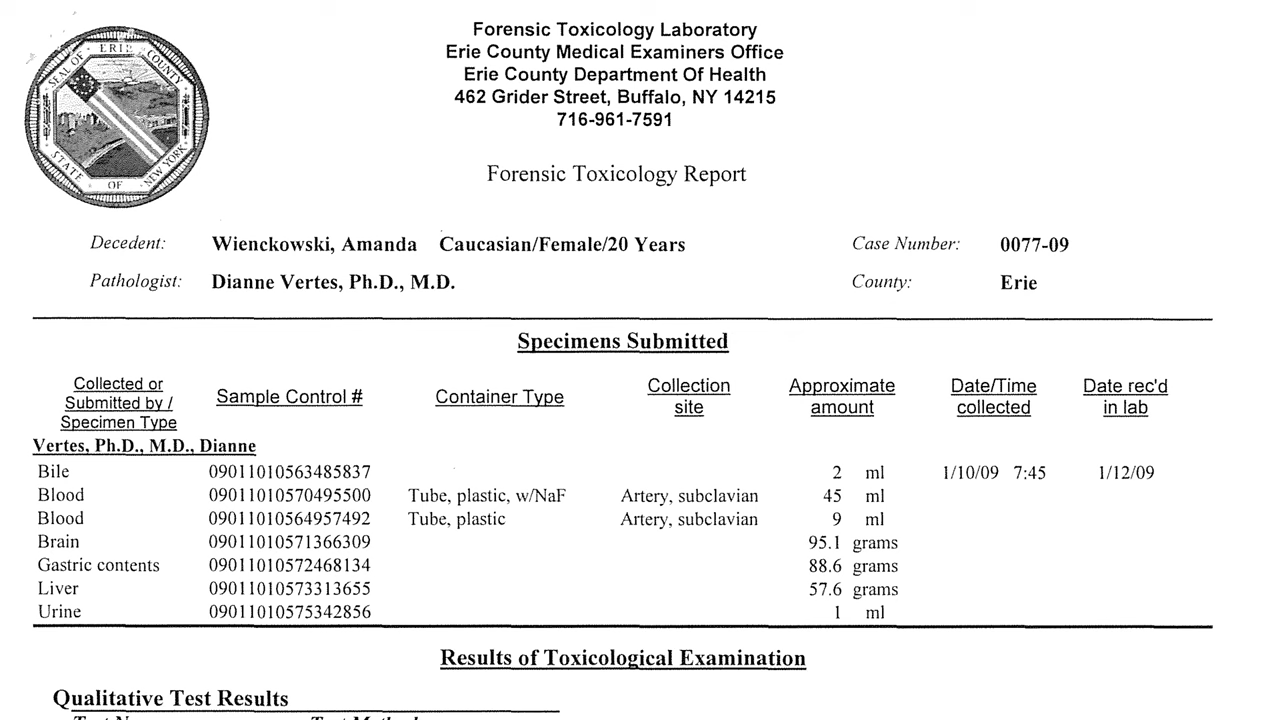 Forensic Toxicology Laboratory
Erie County Medical Examiners Office
Erie County Department Of Health
462 Grider Street, Buffalo, NY 14215
716-961-7591
SEAL OF ERIE COUNTY
STATE OF NEW YORK
Forensic Toxicology Report
Decedent: Wienckowski, Amanda Caucasian/Female/20 Years Case Number: 0077-09
Pathologist: Dianne Vertes, Ph.D., M.D. County: Erie
Specimens Submitted
Collected or Submitted by / Specimen Type Sample Control # Container Type Collection site Approximate amount Date/Time collected Date rec'd in lab
Vertes, Ph.D., M.D., Dianne
Bile 09011010563485837 2 ml 1/10/09 7:45 1/12/09
Blood 09011010570495500 Tube, plastic, w/NaF Artery, subclavian 45 ml
Blood 09011010564957492 Tube, plastic Artery, subclavian 9 ml
Brain 09011010571366309 95.1 grams
Gastric contents 09011010572468134 88.6 grams
Liver 09011010573313655 57.6 grams
Urine 09011010575342856 1 ml
Results of Toxicological Examination
Qualitative Test Results